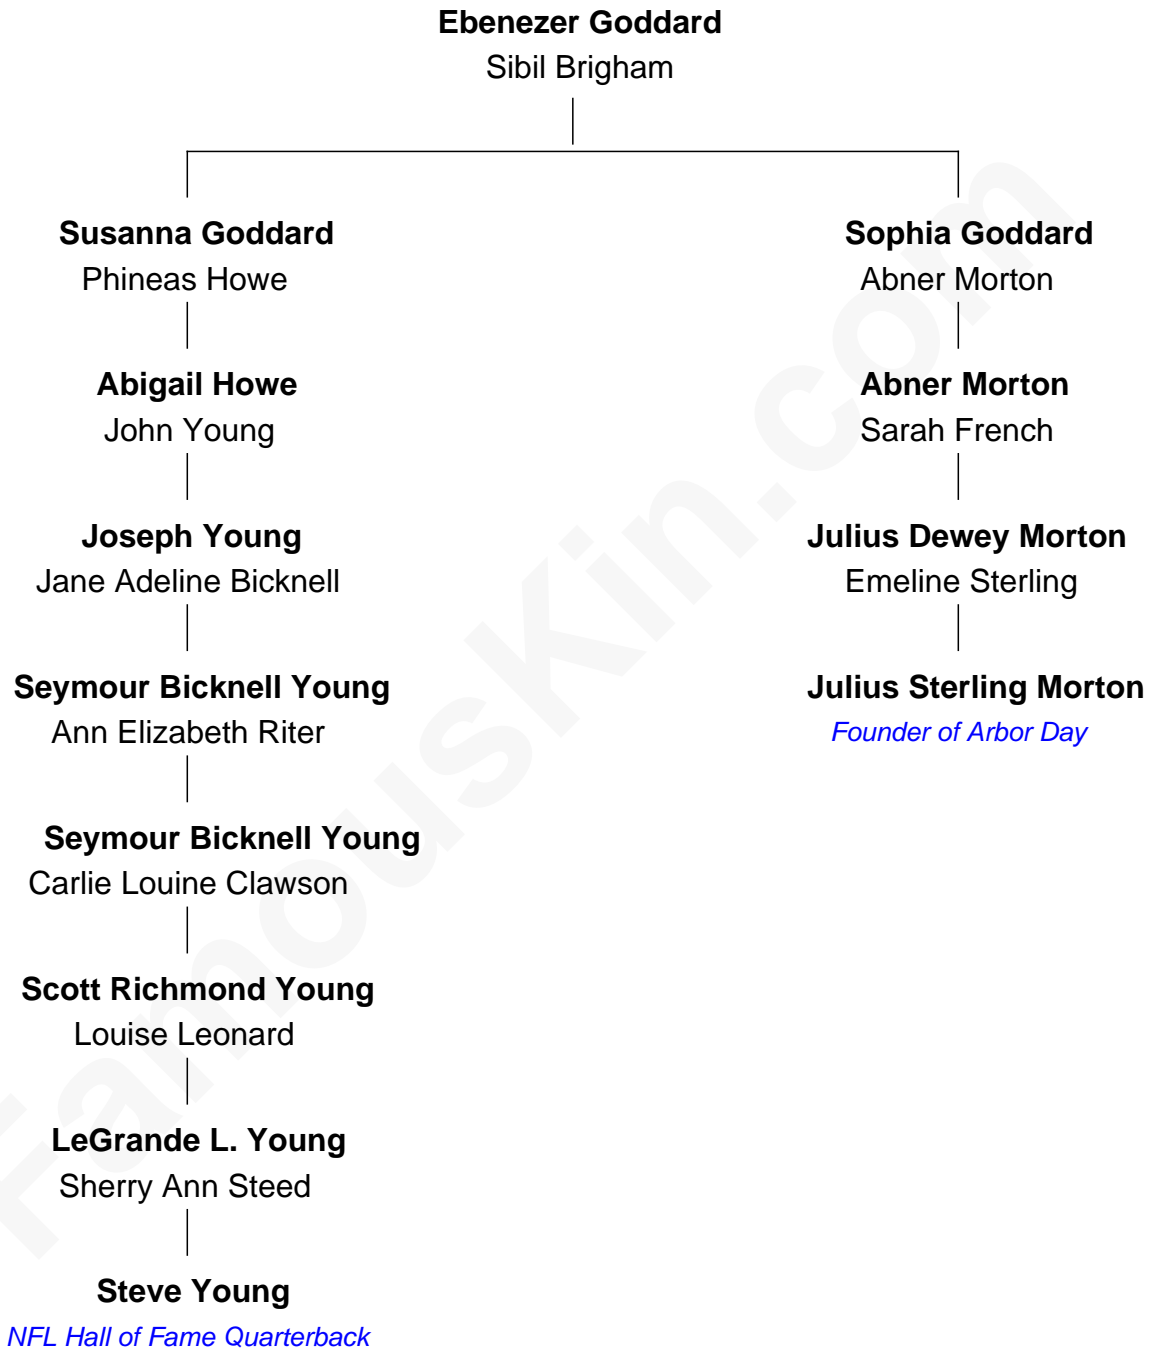 Ebenezer Goddard
Sibil Brigham
Susanna Goddard
Phineas Howe
Sophia Goddard
Abner Morton
Abigail Howe
John Young
Abner Morton
Sarah French
Joseph Young
Jane Adeline Bicknell
Julius Dewey Morton
Emeline Sterling
Seymour Bicknell Young
Ann Elizabeth Riter
Julius Sterling Morton
Founder of Arbor Day
Seymour Bicknell Young
Carlie Louine Clawson
Scott Richmond Young
Louise Leonard
LeGrande L. Young
Sherry Ann Steed
Steve Young
NFL Hall of Fame Quarterback
FamousKin.com